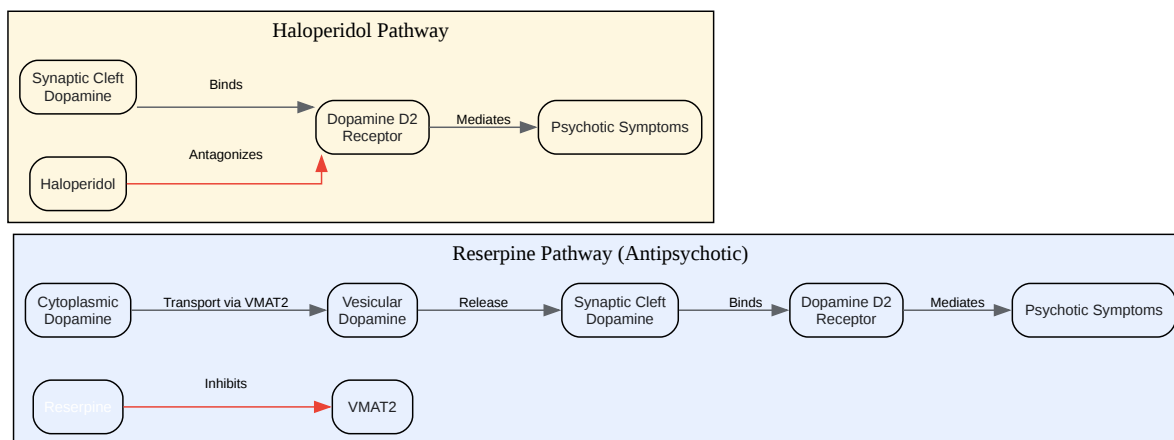 Haloperidol Pathway
Synaptic Cleft
Dopamine
Binds
Dopamine D2
Receptor
Mediates
Psychotic Symptoms
Antagonizes
Haloperidol
Reserpine Pathway (Antipsychotic)
Cytoplasmic
Dopamine
Transport via VMAT2
Vesicular
Dopamine
Release
Synaptic Cleft
Dopamine
Binds
Dopamine D2
Receptor
Mediates
Psychotic Symptoms
Reserpine
Inhibits
VMAT2